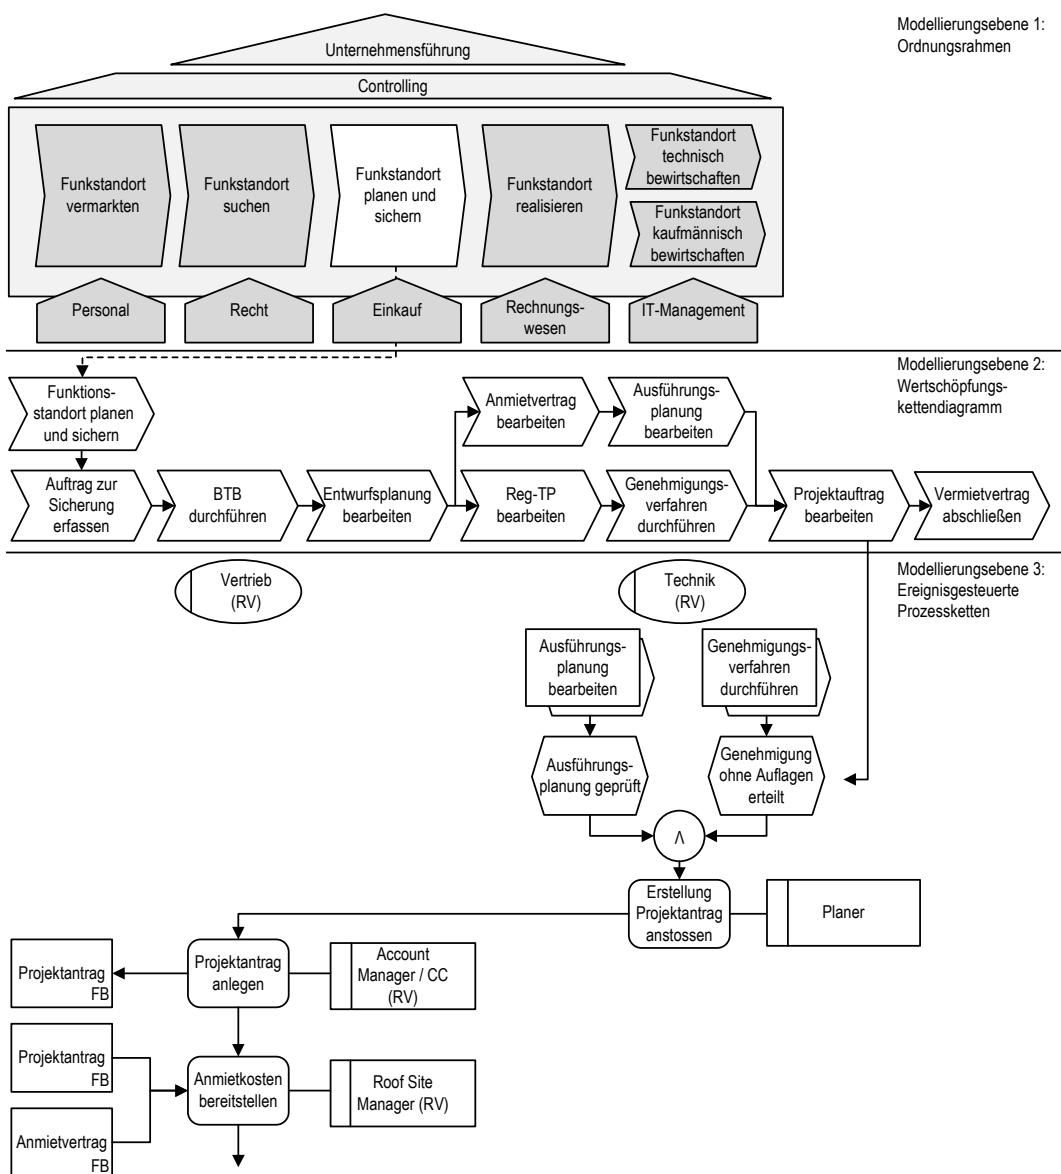 Modellierungsebene 1:
Ordnungsrahmen
Unternehmensführung
Controlling
Funkstandort
vermarkten
Funkstandort
suchen
Funkstandort
planen und
sichern
Funkstandort
realisieren
Funkstandort
technisch
bewirtschaften
Funkstandort
kaufmännisch
bewirtschaften
Personal
Recht
Einkauf
Rechnungs-
wesen
IT-Management
Modellierungsebene 2:
Wertschöpfungs-
kettendiagramm
Funktions-
standort planen
und sichern
Anmietvertrag
bearbeiten
Ausführungs-
planung
bearbeiten
Auftrag zur
Sicherung
erfassen
BTB
durchführen
Entwurfsplanung
bearbeiten
Reg-TP
bearbeiten
Genehmigungs-
verfahren
durchführen
Projektauftrag
bearbeiten
Vermietvertrag
abschließen
Modellierungsebene 3:
Ereignisgesteuerte
Prozessketten
Vertrieb
(RV)
Technik
(RV)
Ausführungs-
planung
bearbeiten
Genehmigungs-
verfahren
durchführen
Ausführungs-
planung geprüft
Genehmigung
ohne Auflagen
erteilt
/\
Erstellung
Projektantrag
anstossen
Planer
Projektantrag
FB
Projektantrag
anlegen
Account
Manager / CC
(RV)
Projektantrag
FB
Anmietkosten
bereitstellen
Roof Site
Manager (RV)
Anmietvertrag
FB